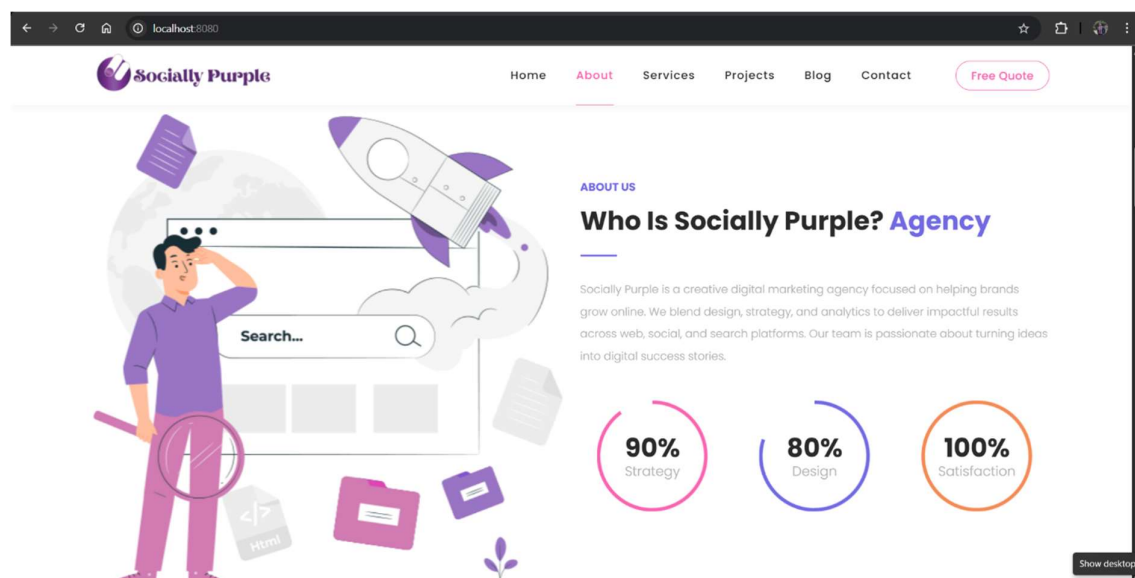 localhost:8080
Socially Purple
Home About Services Projects Blog Contact Free Quote
ABOUT US
Who Is Socially Purple? Agency
Socially Purple is a creative digital marketing agency focused on helping brands
grow online. We blend design, strategy, and analytics to deliver impactful results
across web, social, and search platforms. Our team is passionate about turning ideas
into digital success stories.
Search...
90% 80% 100%
Strategy Design Satisfaction
</>
Html
Show desktop